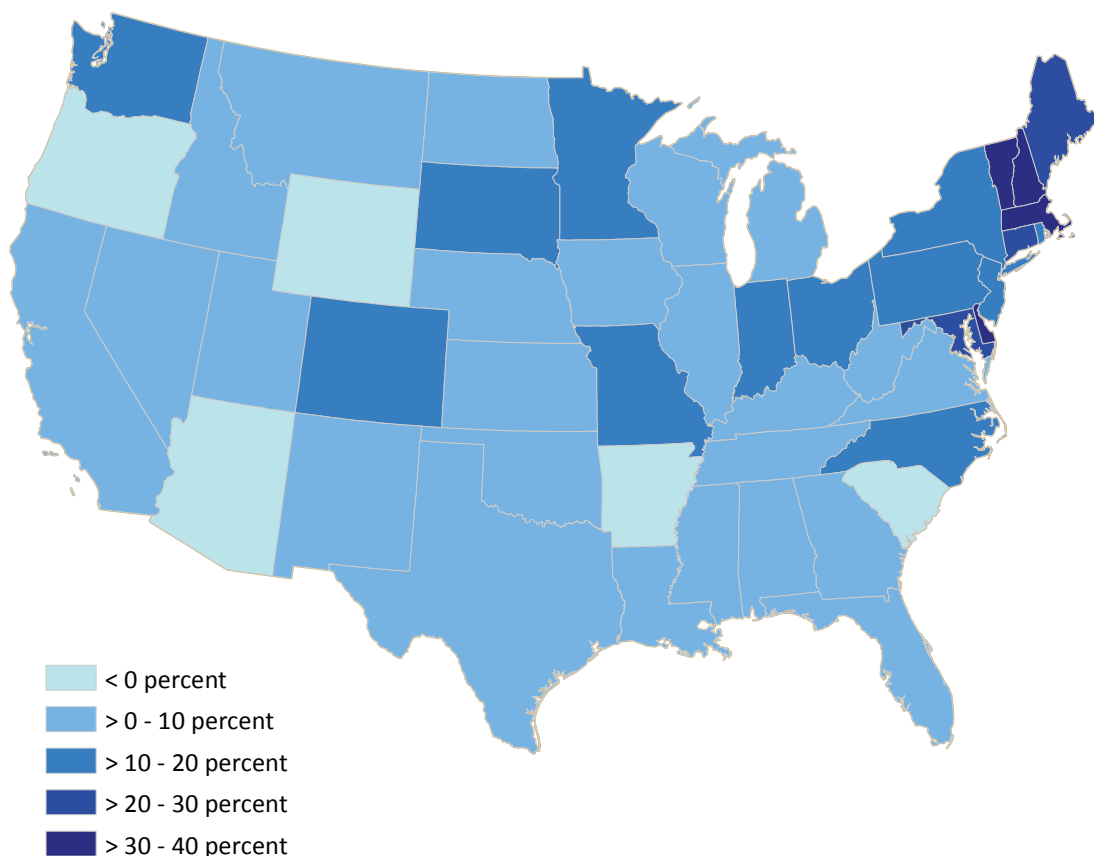 < 0 percent
> 0 - 10 percent
> 10 - 20 percent
> 20 - 30 percent
> 30 - 40 percent